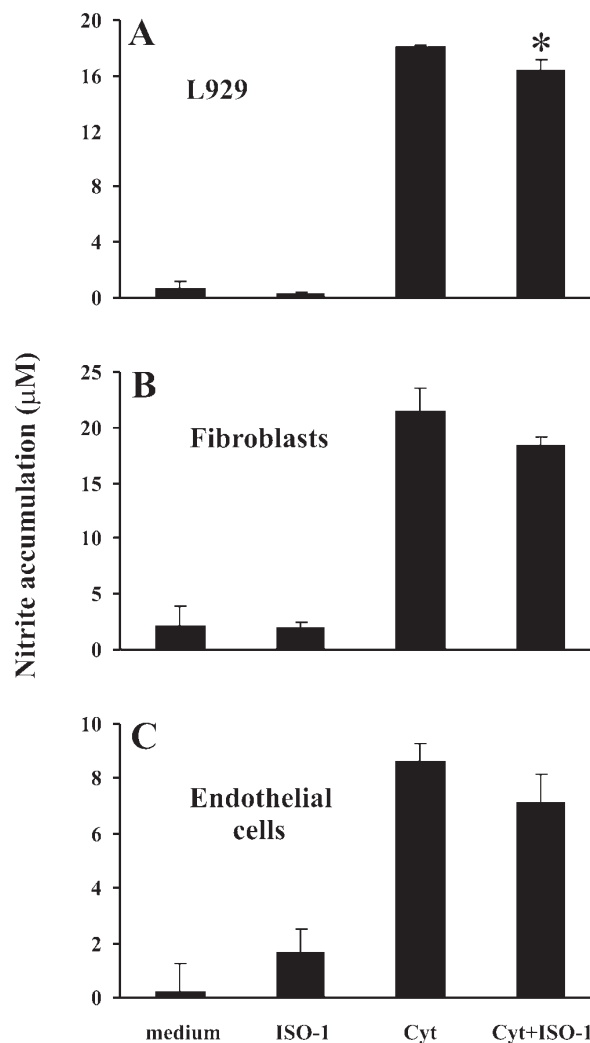 A
*
L929
20
16
12
8
4
0
Nitrite accumulation (μM)
B
Fibroblasts
25
20
15
10
5
0
C
Endothelial
cells
10
8
6
4
2
0
medium ISO-1 Cyt Cyt+ISO-1